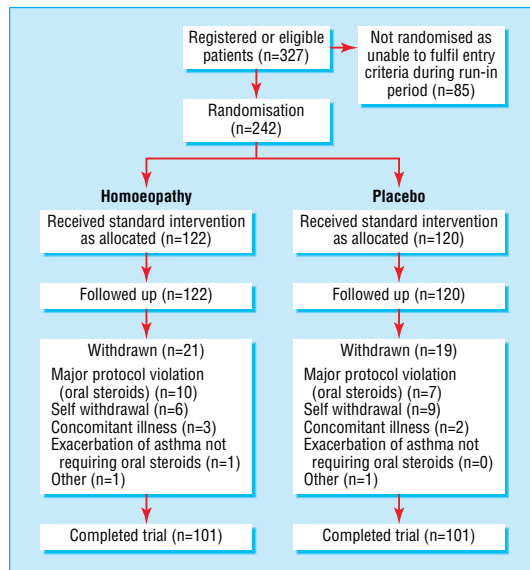 Registered or eligible
patients (n=327)
Not randomised as
unable to fulfil entry
criteria during run-in
period (n=85)
Randomisation
(n=242)
Homoeopathy
Received standard intervention
as allocated (n=122)
Followed up (n=122)
Withdrawn (n=21)
Major protocol violation
(oral steroids) (n=10)
Self withdrawal (n=6)
Concomitant illness (n=3)
Exacerbation of asthma not
requiring oral steroids (n=1)
Other (n=1)
Completed trial (n=101)
Placebo
Received standard intervention
as allocated (n=120)
Followed up (n=120)
Withdrawn (n=19)
Major protocol violation
(oral steroids) (n=7)
Self withdrawal (n=9)
Concomitant illness (n=2)
Exacerbation of asthma not
requiring oral steroids (n=0)
Other (n=1)
Completed trial (n=101)